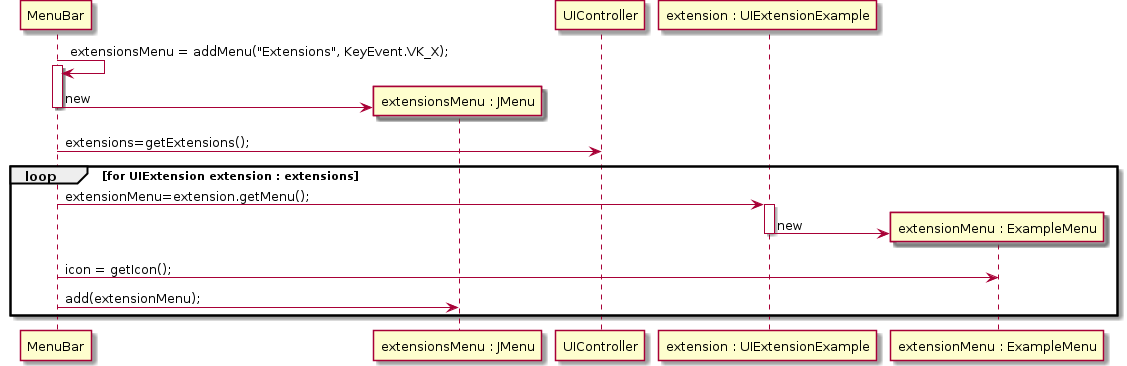 MenuBar
UIController
extension : UIExtensionExample
extensionsMenu = addMenu("Extensions", KeyEvent.VK_X);
new
extensionsMenu : JMenu
extensions=getExtensions();
loop
[for UIExtension extension : extensions]
extensionMenu=extension.getMenu();
new
extensionMenu : ExampleMenu
icon = getIcon();
add(extensionMenu);
MenuBar
extensionsMenu : JMenu
UIController
extension : UIExtensionExample
extensionMenu : ExampleMenu